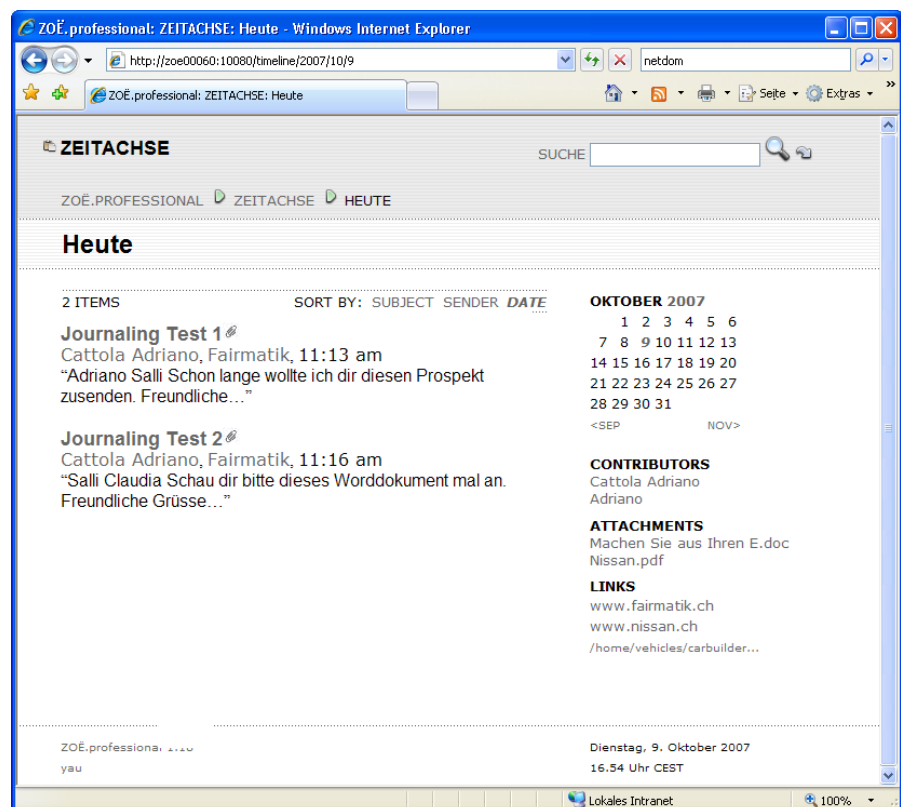 ZOË.professional: ZEITACHSE: Heute - Windows Internet Explorer
http://zoe00060:10080/timeline/2007/10/9
netdom
ZOË.professional: ZEITACHSE: Heute
Seite
Extras
»
ZEITACHSE
SUCHE
ZOË.PROFESSIONAL ZEITACHSE HEUTE
Heute
2 ITEMS SORT BY: SUBJECT SENDER DATE
Journaling Test 1
Cattola Adriano, Fairmatik, 11:13 am
“Adriano Salli Schon lange wollte ich dir diesen Prospekt
zusenden. Freundliche…”
Journaling Test 2
Cattola Adriano, Fairmatik, 11:16 am
“Salli Claudia Schau dir bitte dieses Worddokument mal an.
Freundliche Grüsse…”
OKTOBER 2007
1 2 3 4 5 6
7 8 9 10 11 12 13
14 15 16 17 18 19 20
21 22 23 24 25 26 27
28 29 30 31
<SEP NOV>
CONTRIBUTORS
Cattola Adriano
Adriano
ATTACHMENTS
Machen Sie aus Ihren E.doc
Nissan.pdf
LINKS
www.fairmatik.ch
www.nissan.ch
/home/vehicles/carbuilder...
ZOË.professional
yau
Dienstag, 9. Oktober 2007
16.54 Uhr CEST
Lokales Intranet
100%